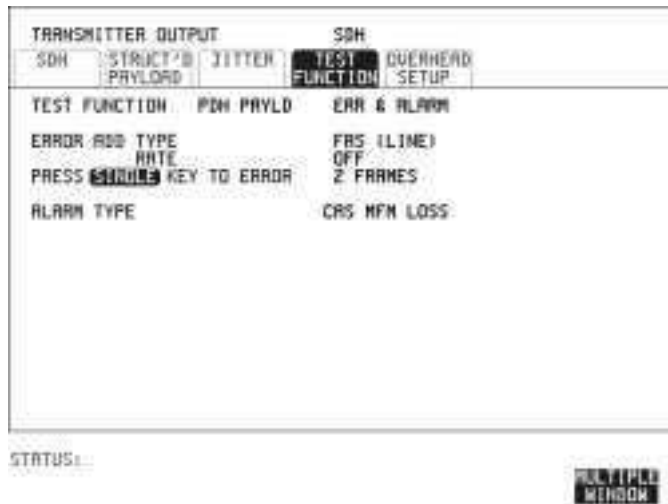 TRANSMITTER OUTPUT SDH
SDH STRUCT'D PAYLOAD JITTER TEST FUNCTION OVERHEAD SETUP
TEST FUNCTION PDH PAYLD ERR & ALARM
ERROR ADD TYPE FAS (LINE)
RATE OFF
PRESS SINGLE KEY TO ERROR 2 FRAMES
ALARM TYPE CAS MFM LOSS
STATUS:
MULTIPLE
WINDOW